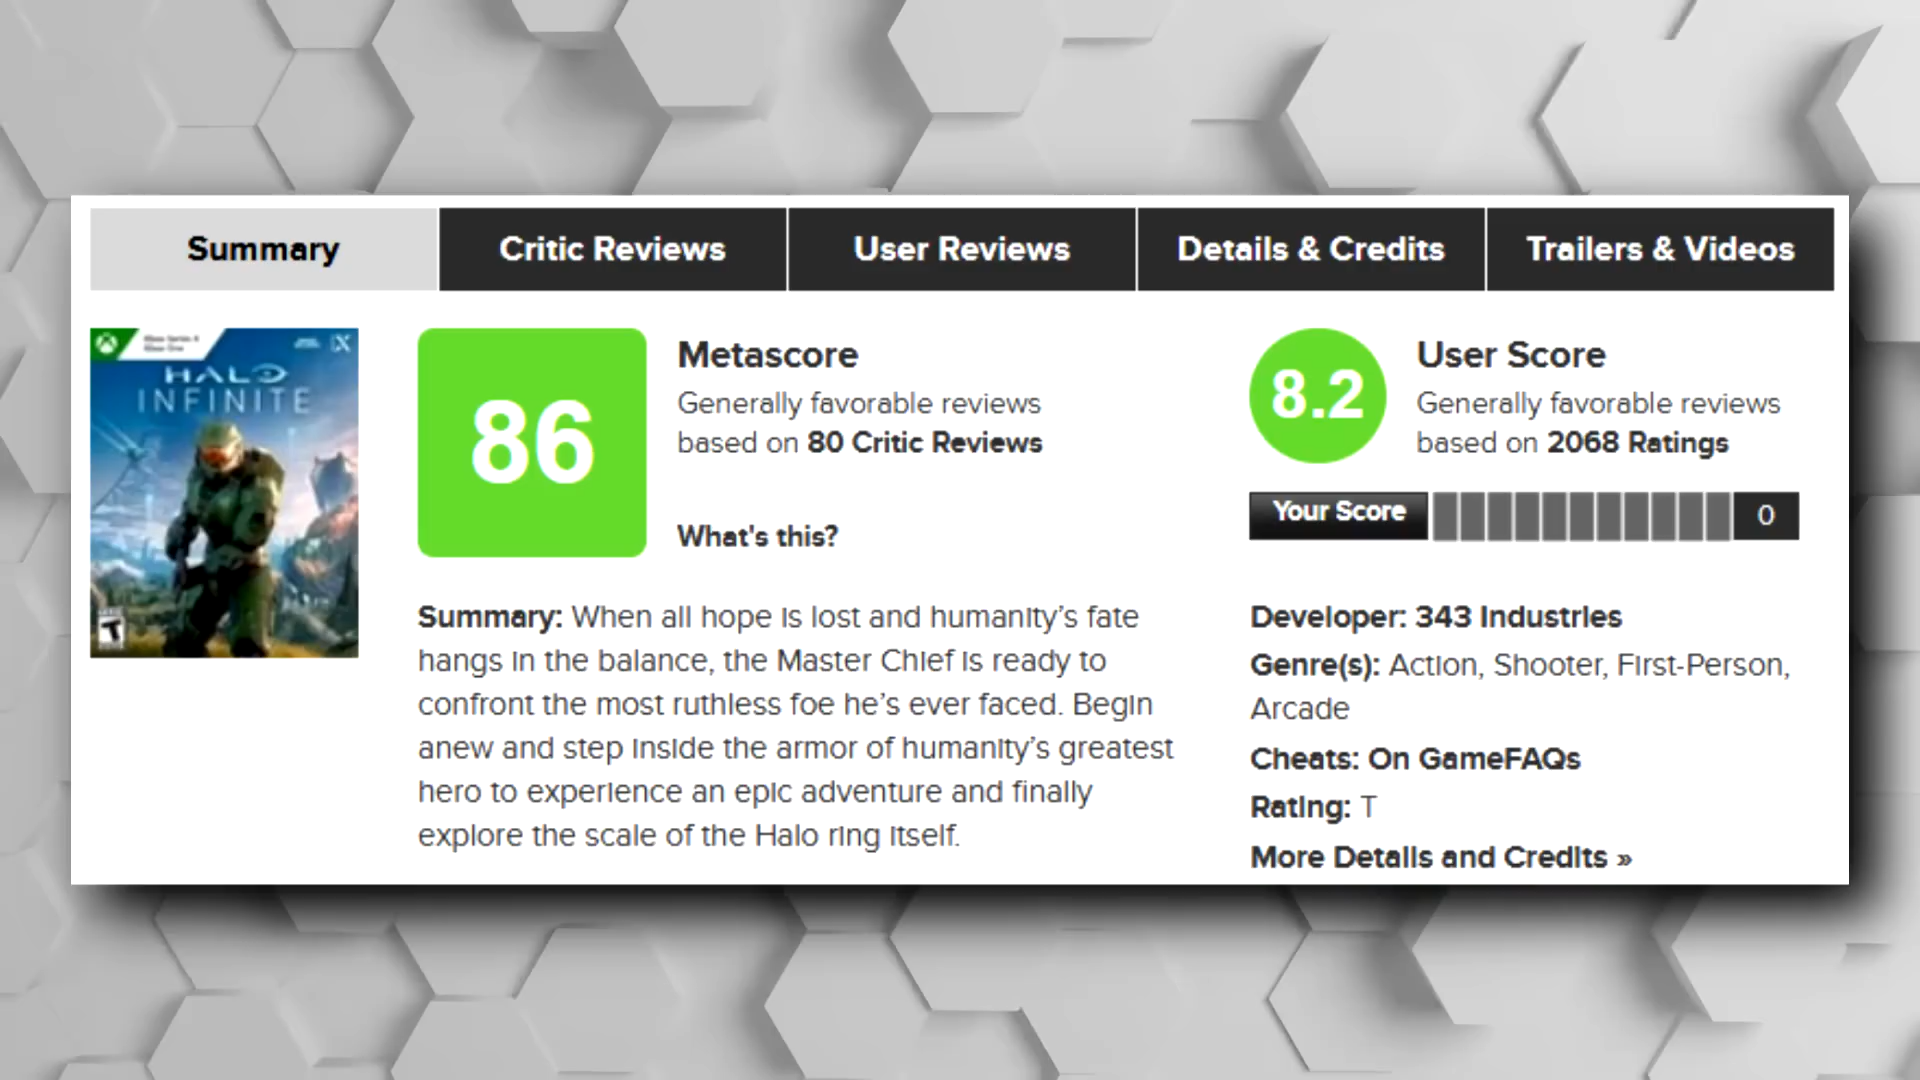 Summary
Critic Reviews
User Reviews
Details & Credits
Trailers & Videos
HALO
INFINITE
T
86
Metascore
Generally favorable reviews
based on 80 Critic Reviews
What's this?
8.2
User Score
Generally favorable reviews
based on 2068 Ratings
Your Score
0
Summary: When all hope is lost and humanity’s fate
hangs in the balance, the Master Chief is ready to
confront the most ruthless foe he’s ever faced. Begin
anew and step inside the armor of humanity’s greatest
hero to experience an epic adventure and finally
explore the scale of the Halo ring itself.
Developer: 343 Industries
Genre(s): Action, Shooter, First-Person,
Arcade
Cheats: On GameFAQs
Rating: T
More Details and Credits »